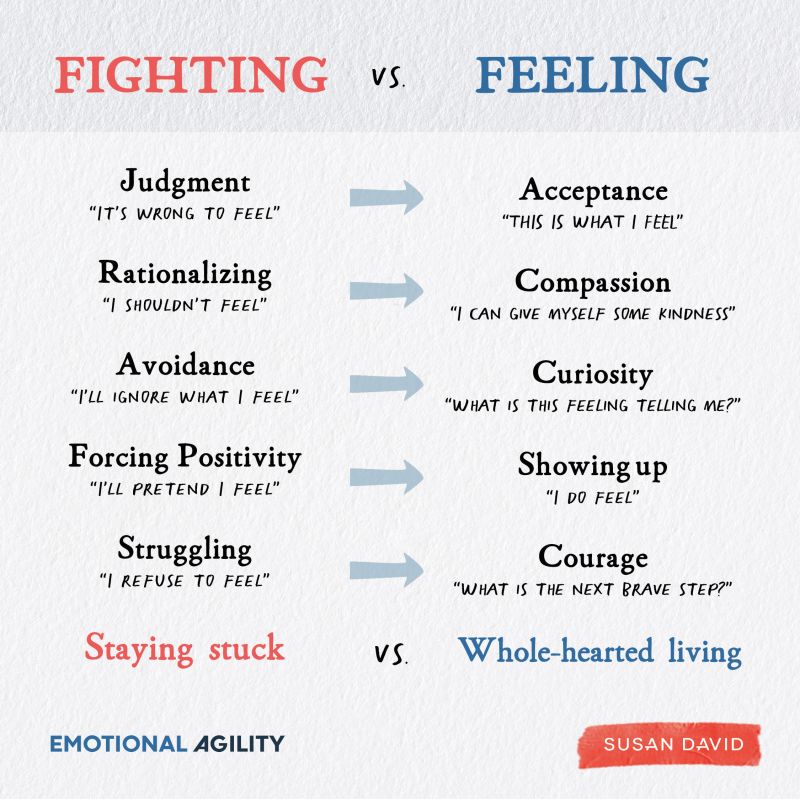 FIGHTING vs. FEELING
Judgment
"IT'S WRONG TO FEEL"
Acceptance
"THIS IS WHAT I FEEL"
Rationalizing
"I SHOULDN'T FEEL"
Compassion
"I CAN GIVE MYSELF SOME KINDNESS"
Avoidance
"I'LL IGNORE WHAT I FEEL"
Curiosity
"WHAT IS THIS FEELING TELLING ME?"
Forcing Positivity
"I'LL PRETEND I FEEL"
Showing up
"I DO FEEL"
Struggling
"I REFUSE TO FEEL"
Courage
"WHAT IS THE NEXT BRAVE STEP?"
Staying stuck vs. Whole-hearted living
EMOTIONAL AGILITY
SUSAN DAVID